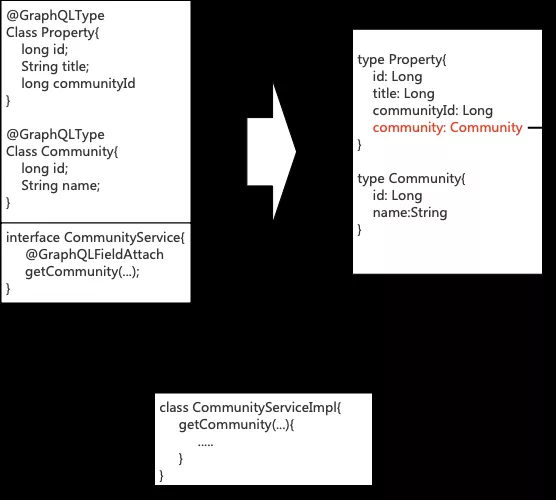 @GraphQLType
Class Property{
long id;
String title;
long communityId
}
@GraphQLType
Class Community{
long id;
String name;
}
interface CommunityService{
@GraphQLFieldAttach
getCommunity(...);
}
type Property{
id: Long
title: Long
communityId: Long
community: Community
}
type Community{
id: Long
name:String
}
class CommunityServiceImpl{
getCommunity(...){
.....
}
}